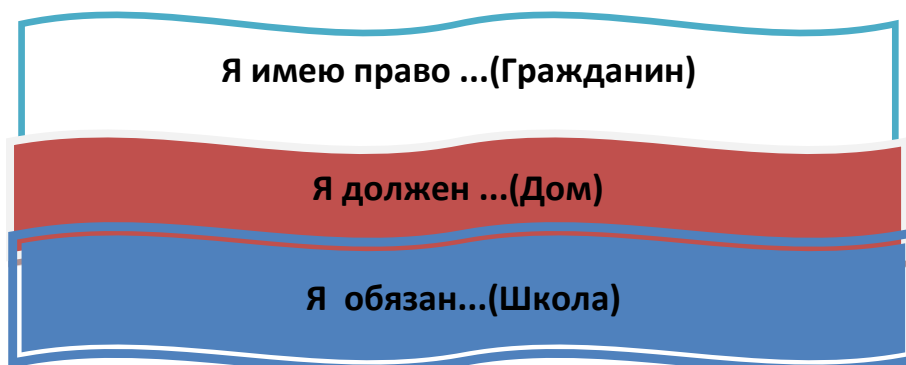 Я имею право ...(Гражданин)
Я должен ...(Дом)
Я обязан...(Школа)